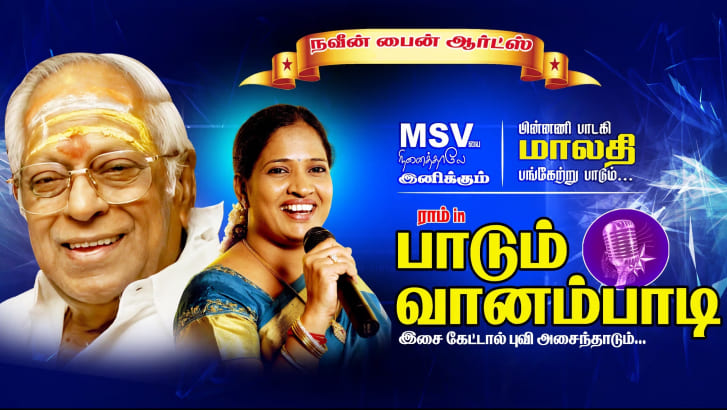 நவீன் பைன் ஆர்ட்ஸ்
MSV யை
நினைத்தாலே
இனிக்கும்
பின்னணி பாடகி
மாலதி
பங்கேற்று பாடும்...
ராம் in
பாடும்
வானம்பாடி
இசை கேட்டால் புவி அசைந்தாடும்...